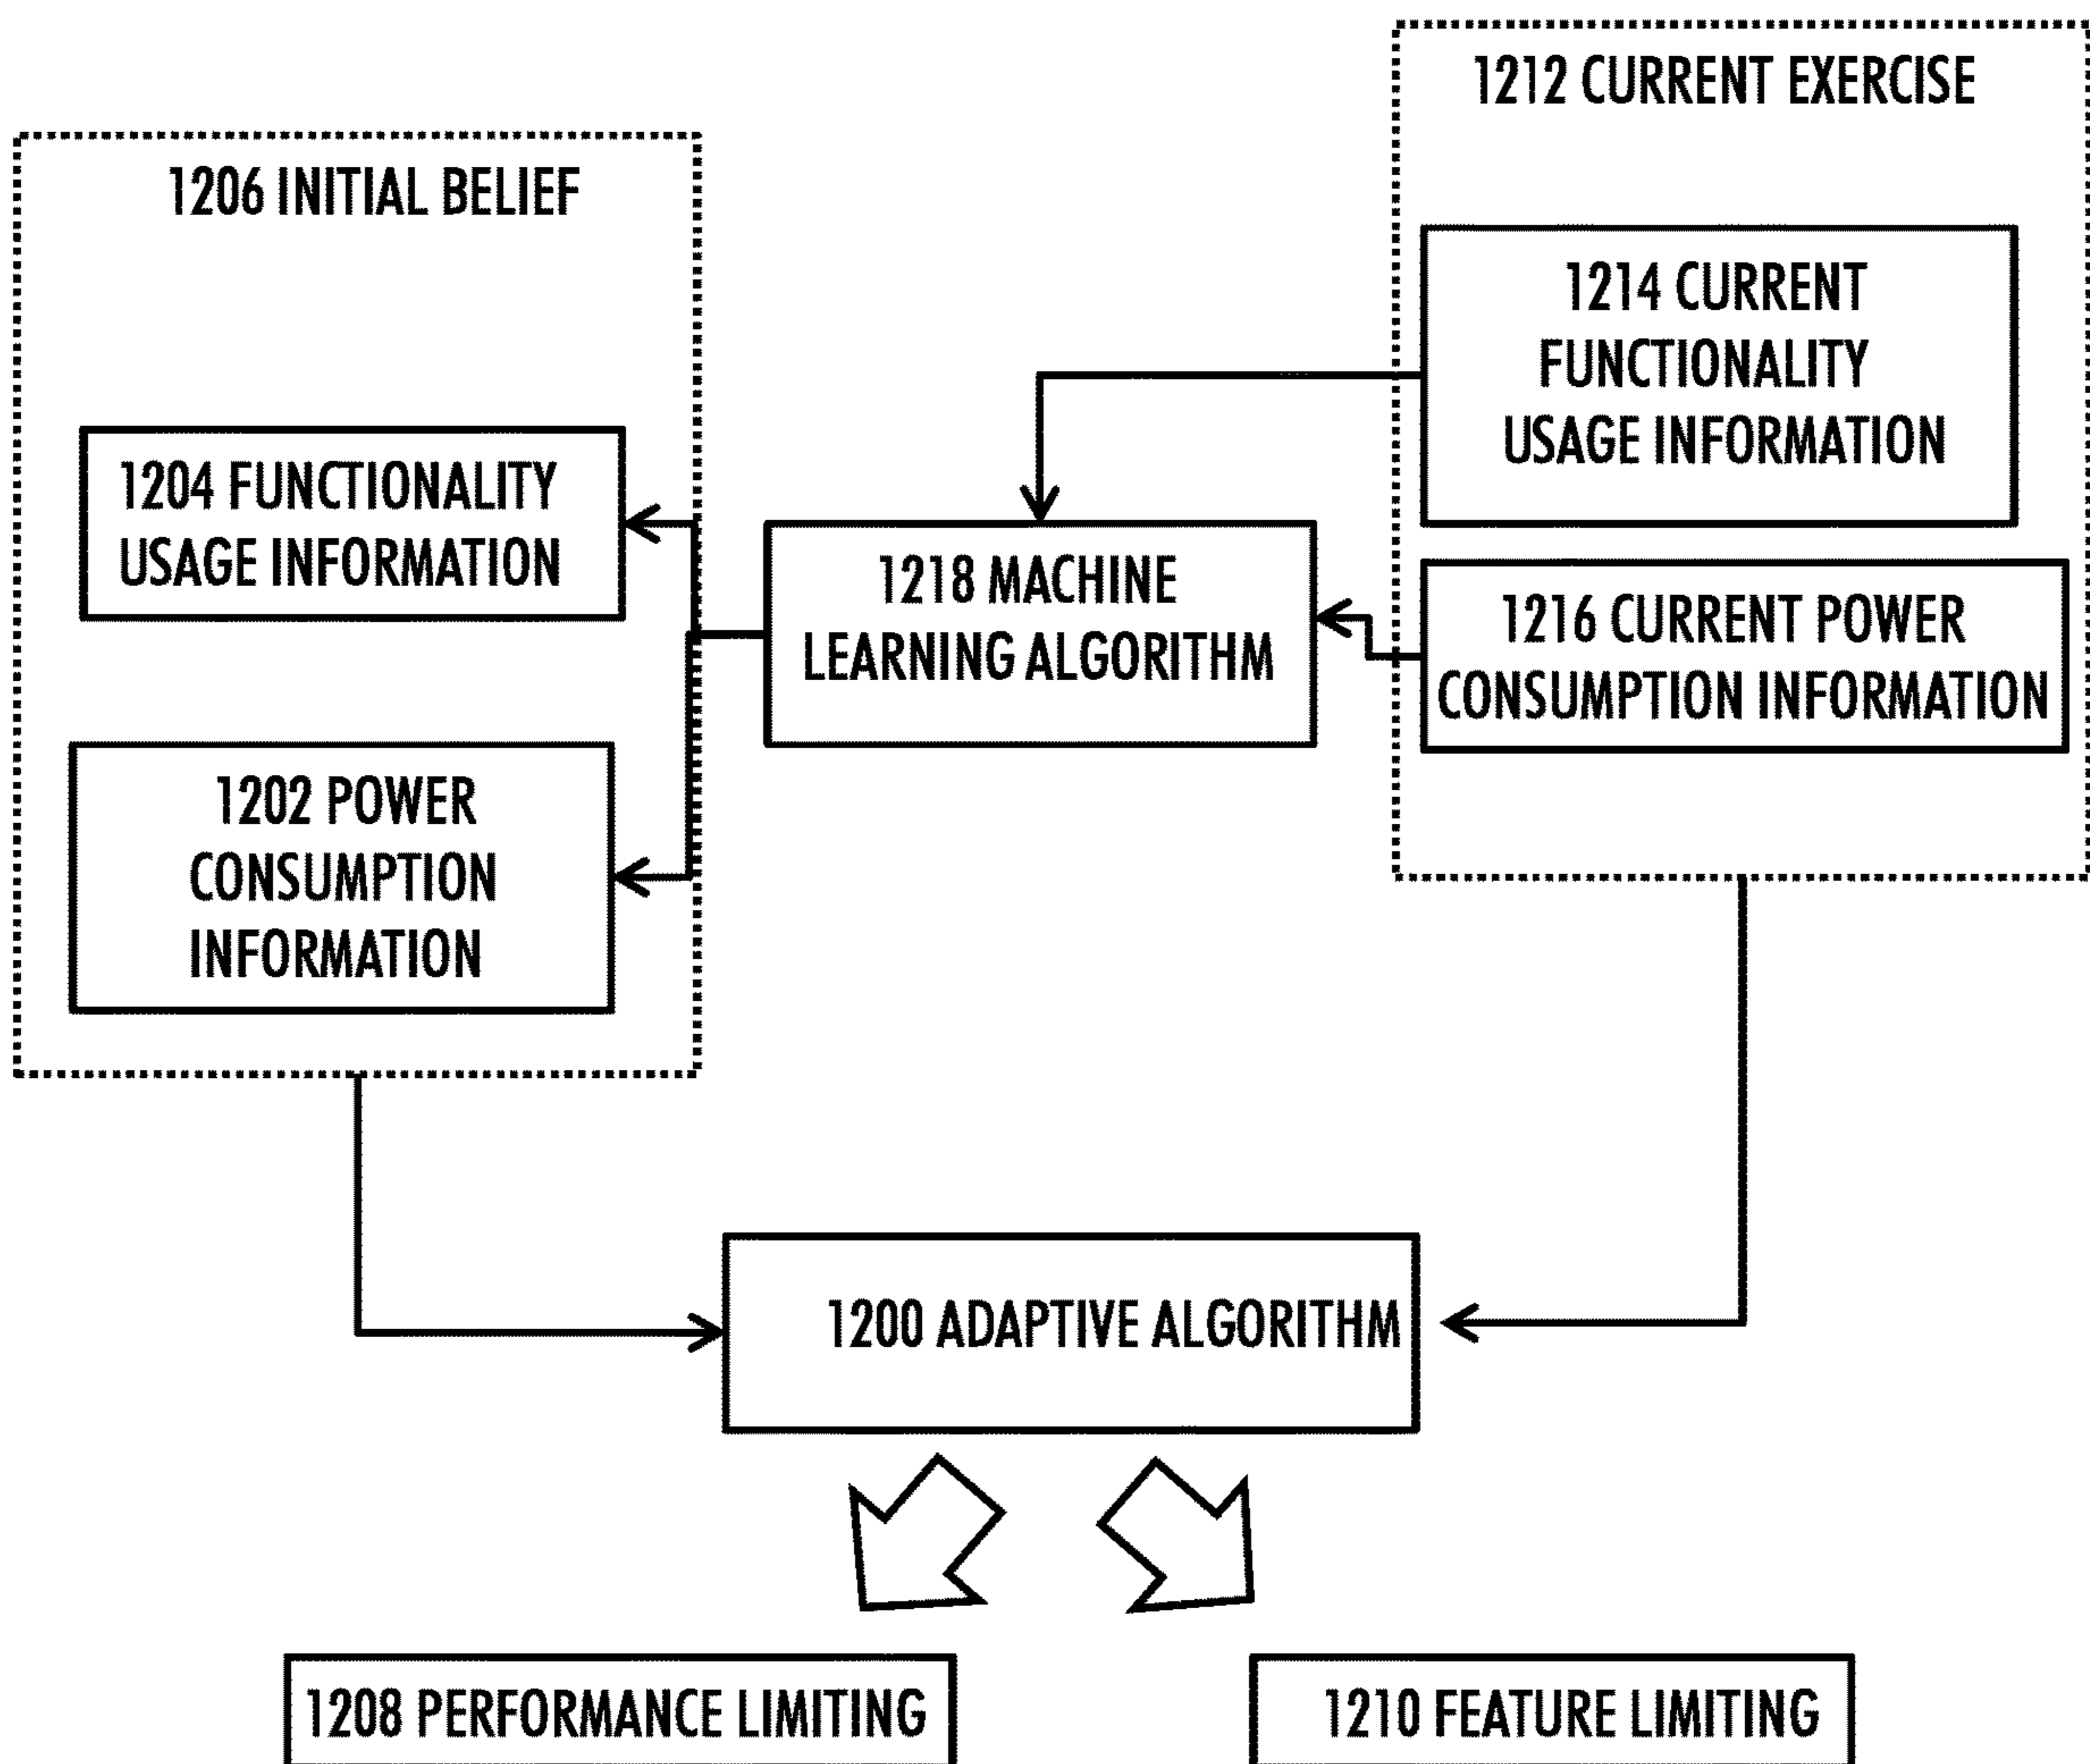 1212 CURRENT EXERCISE
1206 INITIAL BELIEF
1214 CURRENT
FUNCTIONALITY
USAGE INFORMATION
1204 FUNCTIONALITY
USAGE INFORMATION
1218 MACHINE
LEARNING ALGORITHM
1216 CURRENT POWER
CONSUMPTION INFORMATION
1202 POWER
CONSUMPTION
INFORMATION
1200 ADAPTIVE ALGORITHM
1208 PERFORMANCE LIMITING
1210 FEATURE LIMITING